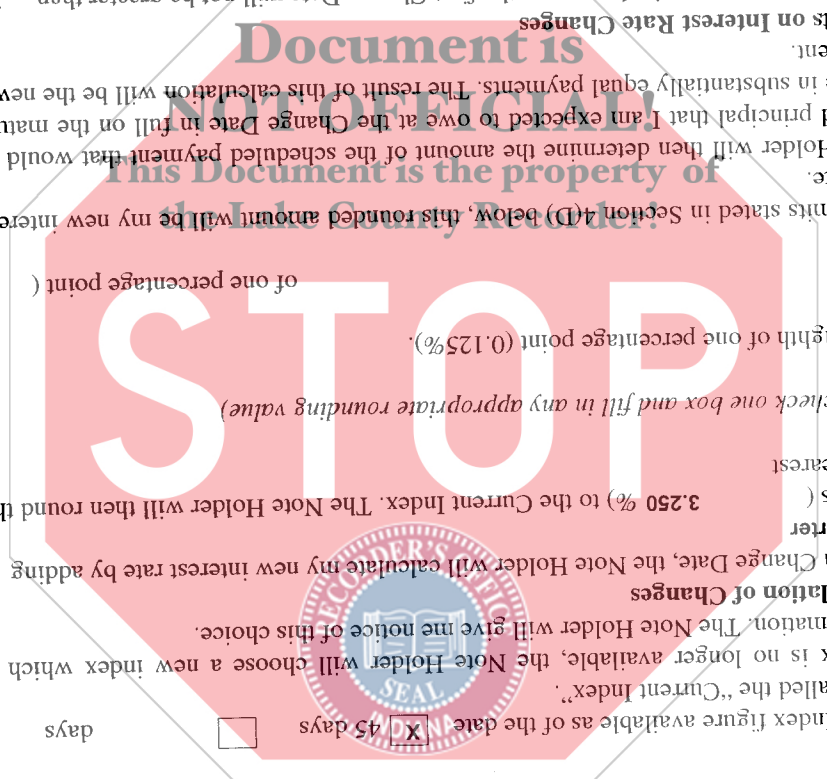 Document is
NOT OFFICIAL!
This Document is the property of
the Lake County Recorder!
STOP
RECORDER'S OFFICE
SEAL
INDIANA
ndex figure available as of the date X 45 days days
alled the "Current Index".
x is no longer available, the Note Holder will choose a new index which
mation. The Note Holder will give me notice of this choice.
lation of Changes
Change Date, the Note Holder will calculate my new interest rate by adding
rter
s ( 3.250 %) to the Current Index. The Note Holder will then round th
earest
check one box and fill in any appropriate rounding value)
ighth of one percentage point (0.125%).
of one percentage point (
mits stated in Section 4(D) below, this rounded amount will be my new intere
te.
Holder will then determine the amount of the scheduled payment that would
d principal that I am expected to owe at the Change Date in full on the matu
e in substantially equal payments. The result of this calculation will be the new
ent.
ts on Interest Rate Changes